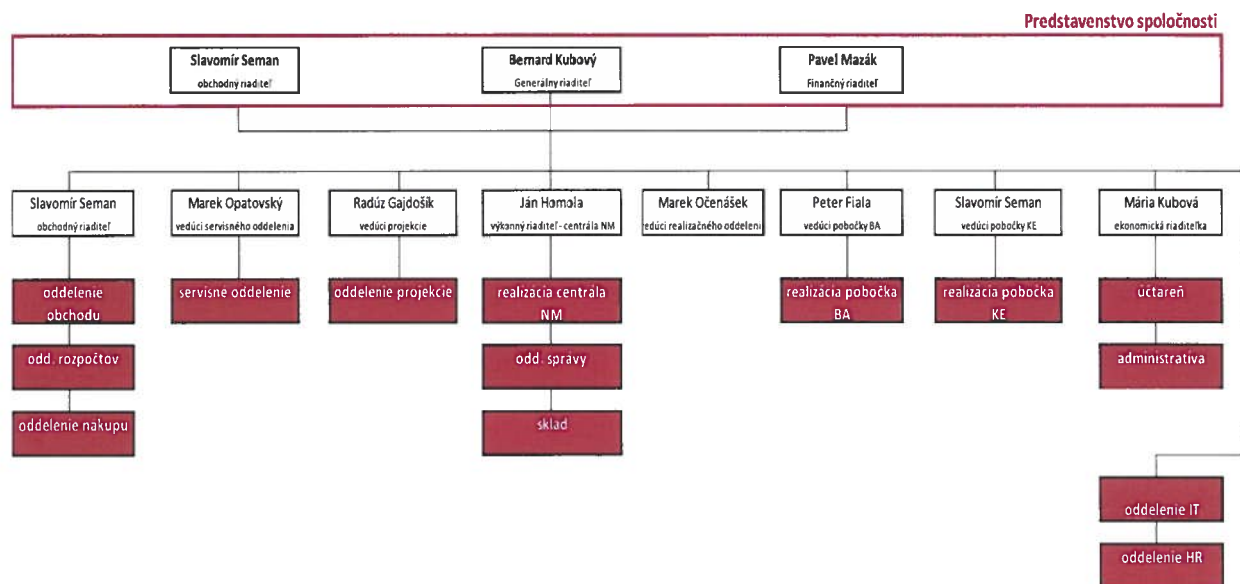 Predstavenstvo spoločnosti
Slavomír Seman
obchodný riaditeľ
Bernard Kubový
Generálny riaditeľ
Pavel Mazák
Finančný riaditeľ
Slavomír Seman
obchodný riaditeľ
Marek Opatovský
vedúci servisného oddelenia
Radúz Gajdošík
vedúci projekcie
Ján Homola
výkonný riaditeľ - centrála NM
Marek Očenášek
edúci realizačného oddeleni
Peter Fiala
vedúci pobočky BA
Slavomír Seman
vedúci pobočky KE
Mária Kubová
ekonomická riaditeľka
oddelenie
obchodu
odd. rozpočtov
oddelenie nákupu
servisné oddelenie
oddelenie projekcie
realizácia centrála
NM
odd. správy
sklad
realizácia pobočka
BA
realizácia pobočka
KE
účtareň
administratíva
oddelenie IT
oddelenie HR